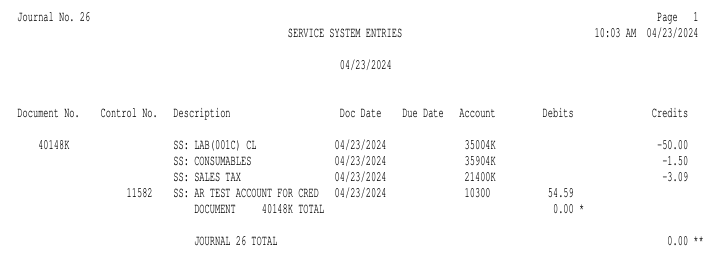 Journal No. 26 Page 1
SERVICE SYSTEM ENTRIES 10:03 AM 04/23/2024
04/23/2024
Document No. Control No. Description Doc Date Due Date Account Debits Credits
40148K SS: LAB(001C) CL 04/23/2024 35004K -50.00
SS: CONSUMABLES 04/23/2024 35904K -1.50
SS: SALES TAX 04/23/2024 21400K -3.09
11582 SS: AR TEST ACCOUNT FOR CRED 04/23/2024 10300 54.59
DOCUMENT 40148K TOTAL 0.00 *
JOURNAL 26 TOTAL 0.00 **